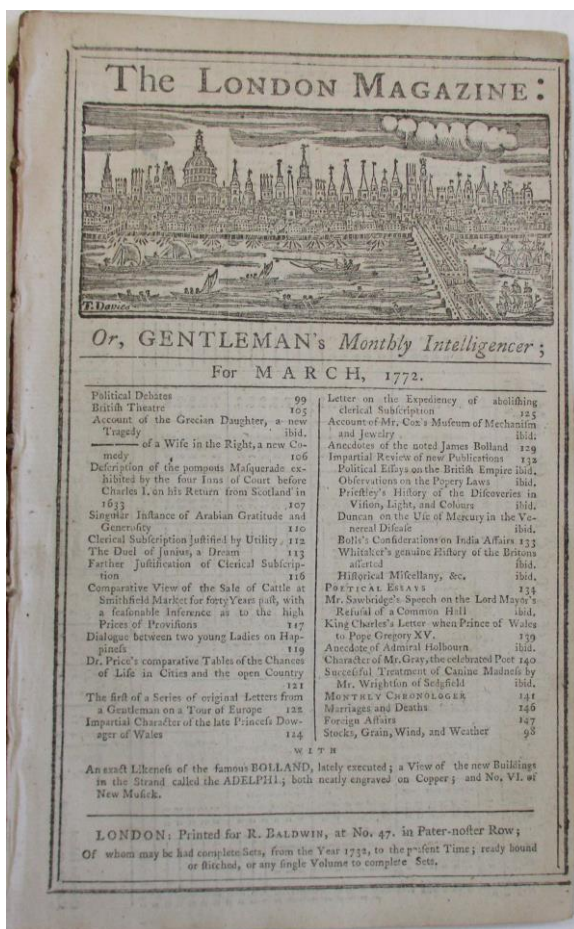 The LONDON MAGAZINE:
T. Davies
Or, GENTLEMAN's Monthly Intelligencer;
For MARCH, 1772.
Political Debates 99
British Theatre 105
Account of the Grecian Daughter, a new
Tragedy ibid.
——— of a Wife in the Right, a new Co-
medy 106
Description of the pompous Masquerade ex-
hibited by the four Inns of Court before
Charles I. on his Return from Scotland in
1633 107
Singular Instance of Arabian Gratitude and
Generosity 110
Clerical Subscription justified by Utility 112
The Duel of Junius, a Dream 113
Farther Justification of Clerical Subscrip-
tion 116
Comparative View of the Sale of Cattle at
Smithfield Market for forty Years past, with
a seasonable Inference as to the high
Prices of Provisions 117
Dialogue between two young Ladies on Hap-
piness 119
Dr. Price's comparative Tables of the Chances
of Life in Cities and the open Country
121
The first of a Series of original Letters from
a Gentleman on a Tour of Europe 122
Impartial Character of the late Princess Dow-
ager of Wales 124
Letter on the Expediency of abolishing
clerical Subscription 125
Account of Mr. Cox's Museum of Mechanism
and Jewelry ibid.
Anecdotes of the noted James Bolland 129
Impartial Review of new Publications 132
Political Essays on the British Empire ibid.
Observations on the Popery Laws ibid.
Priestley's History of the Discoveries in
Vision, Light, and Colours ibid.
Duncan on the Use of Mercury in the Ve-
nereal Disease ibid.
Bolts's Considerations on India Affairs 133
Whitaker's genuine History of the Britons
asserted ibid.
Historical Miscellany, &c. ibid.
POETICAL ESSAYS 134
Mr. Sawbridge's Speech on the Lord Mayor's
Refusal of a Common Hall ibid.
King Charles's Letter when Prince of Wales
to Pope Gregory XV. 139
Anecdote of Admiral Holbourn ibid.
Character of Mr. Gray, the celebrated Poet 140
Successful Treatment of Canine Madness by
Mr. Wrightson of Sedgfield ibid.
MONTHLY CHRONOLOGER 141
Marriages and Deaths 146
Foreign Affairs 147
Stocks, Grain, Wind, and Weather 98
WITH
An exact Likeness of the famous BOLLAND, lately executed; a View of the new Buildings
in the Strand called the ADELPHI; both neatly engraved on Copper; and No. VI. of
New Musick.
LONDON: Printed for R. BALDWIN, at No. 47. in Pater-noster Row;
Of whom may be had complete Sets, from the Year 1732, to the present Time; ready bound
or stitched, or any single Volume to complete Sets.